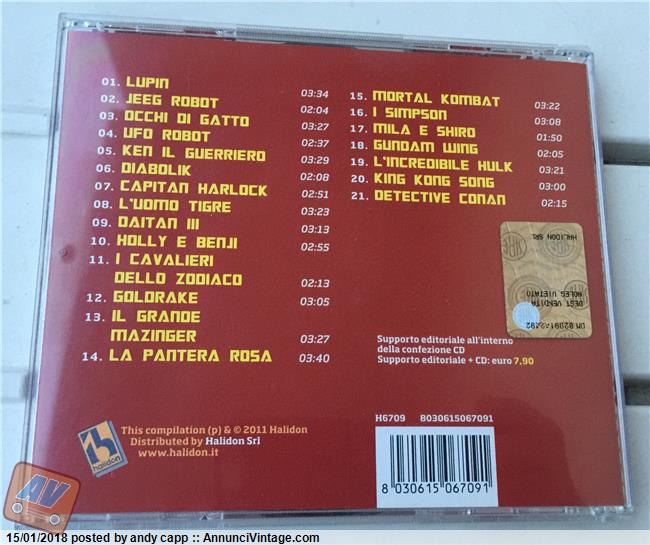 01. LUPIN 03:34
02. JEEG ROBOT 02:04
03. OCCHI DI GATTO 03:27
04. UFO ROBOT 02:37
05. KEN IL GUERRIERO 03:29
06. DIABOLIK 02:08
07. CAPITAN HARLOCK 02:51
08. L'UOMO TIGRE 03:23
09. DAITAN III 03:13
10. HOLLY E BENJI 02:55
11. I CAVALIERI
DELLO ZODIACO 02:13
12. GOLDRAKE 03:05
13. IL GRANDE
MAZINGER 03:27
14. LA PANTERA ROSA 03:40
15. MORTAL KOMBAT 03:22
16. I SIMPSON 03:08
17. MILA E SHIRO 01:50
18. GUNDAM WING 02:05
19. L'INCREDIBILE HULK 03:21
20. KING KONG SONG 03:00
21. DETECTIVE CONAN 02:15
HALIDON SRL
DEST VENDITA
NOLEG VIETATO
Supporto editoriale all'interno
della confezione CD
Supporto editoriale + CD: euro 7,90
halidon
This compilation (p) & © 2011 Halidon
Distributed by Halidon Srl
www.halidon.it
H6709 8030615067091
8 030615 067091
AV
15/01/2018 posted by andy capp :: AnnunciVintage.com